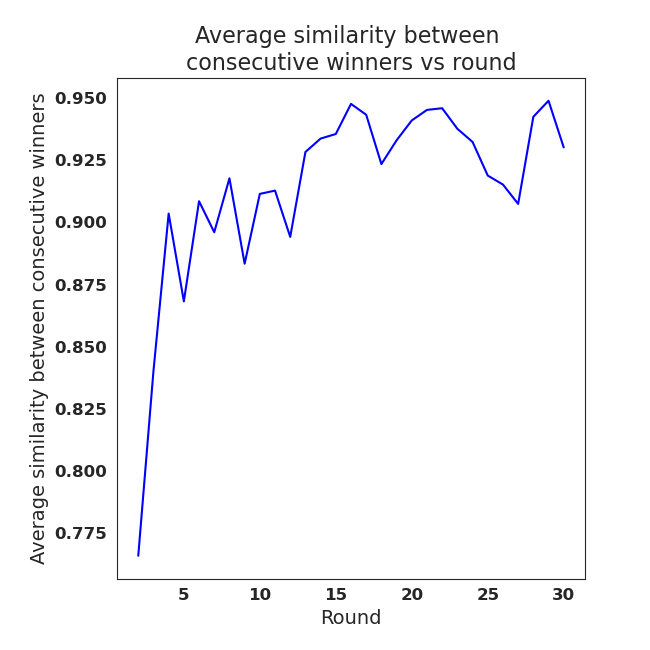 Average similarity between
consecutive winners vs round
Average similarity between consecutive winners
0.950
0.925
0.900
0.875
0.850
0.825
0.800
0.775
5 10 15 20 25 30
Round